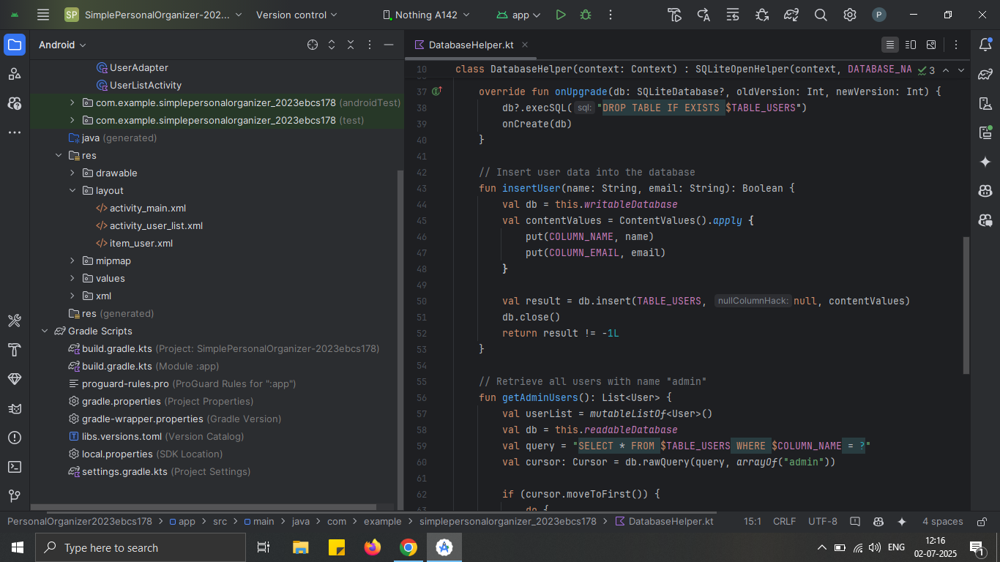 SP SimplePersonalOrganizer-202... Version control Nothing A142 app P
Android
DatabaseHelper.kt
UserAdapter
UserListActivity
com.example.simplepersonalorganizer_2023ebcs178 (androidTest)
com.example.simplepersonalorganizer_2023ebcs178 (test)
java (generated)
res
drawable
layout
activity_main.xml
activity_user_list.xml
item_user.xml
mipmap
values
xml
res (generated)
Gradle Scripts
build.gradle.kts (Project: SimplePersonalOrganizer-2023ebcs178)
build.gradle.kts (Module :app)
proguard-rules.pro (ProGuard Rules for ":app")
gradle.properties (Project Properties)
gradle-wrapper.properties (Gradle Version)
libs.versions.toml (Version Catalog)
local.properties (SDK Location)
settings.gradle.kts (Project Settings)
10 class DatabaseHelper(context: Context) : SQLiteOpenHelper(context, DATABASE_NA 3
37 override fun onUpgrade(db: SQLiteDatabase?, oldVersion: Int, newVersion: Int) {
38 db?.execSQL( sql: "DROP TABLE IF EXISTS $TABLE_USERS")
39 onCreate(db)
40 }
41
42 // Insert user data into the database
43 fun insertUser(name: String, email: String): Boolean {
44 val db = this.writableDatabase
45 val contentValues = ContentValues().apply {
46 put(COLUMN_NAME, name)
47 put(COLUMN_EMAIL, email)
48 }
49
50 val result = db.insert(TABLE_USERS, nullColumnHack: null, contentValues)
51 db.close()
52 return result != -1L
53 }
54
55 // Retrieve all users with name "admin"
56 fun getAdminUsers(): List<User> {
57 val userList = mutableListOf<User>()
58 val db = this.readableDatabase
59 val query = "SELECT * FROM $TABLE_USERS WHERE $COLUMN_NAME = ?"
60 val cursor: Cursor = db.rawQuery(query, arrayOf("admin"))
61
62 if (cursor.moveToFirst()) {
63 do {
PersonalOrganizer2023ebcs178 > app > src > main > java > com > example > simplepersonalorganizer_2023ebcs178 > DatabaseHelper.kt 15:1 CRLF UTF-8 4 spaces
Type here to search
ENG
12:16
02-07-2025
1